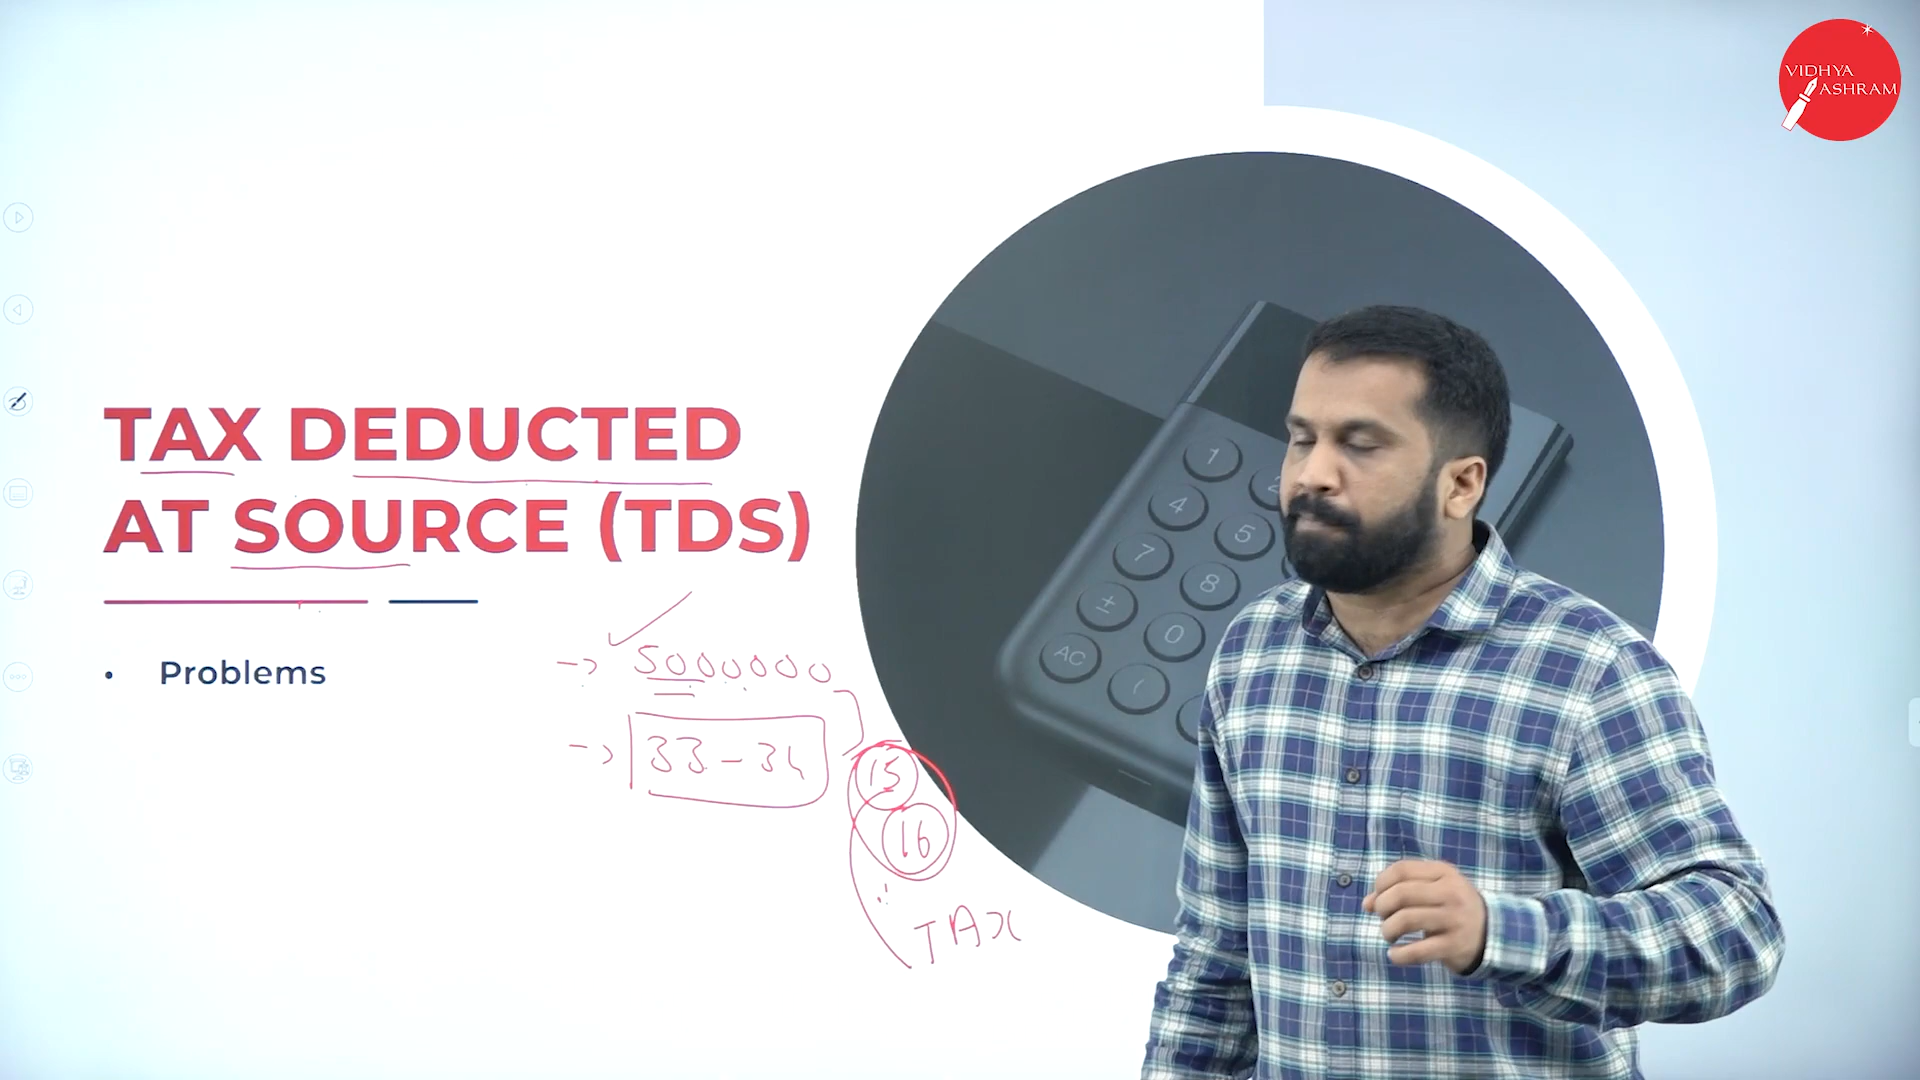 VIDHYA
ASHRAM
TAX DEDUCTED
AT SOURCE (TDS)
• Problems
-> 5000000
-> 33-34
15
16
TAX
1
2
4
5
7
8
±
0
AC
(